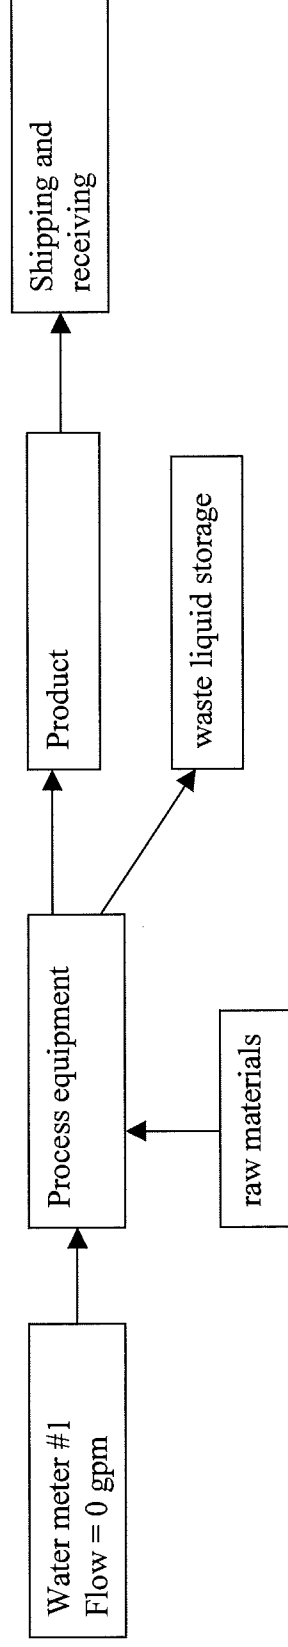 Water meter #1
Flow = 0 gpm
Process equipment
raw materials
Product
waste liquid storage
Shipping and
receiving